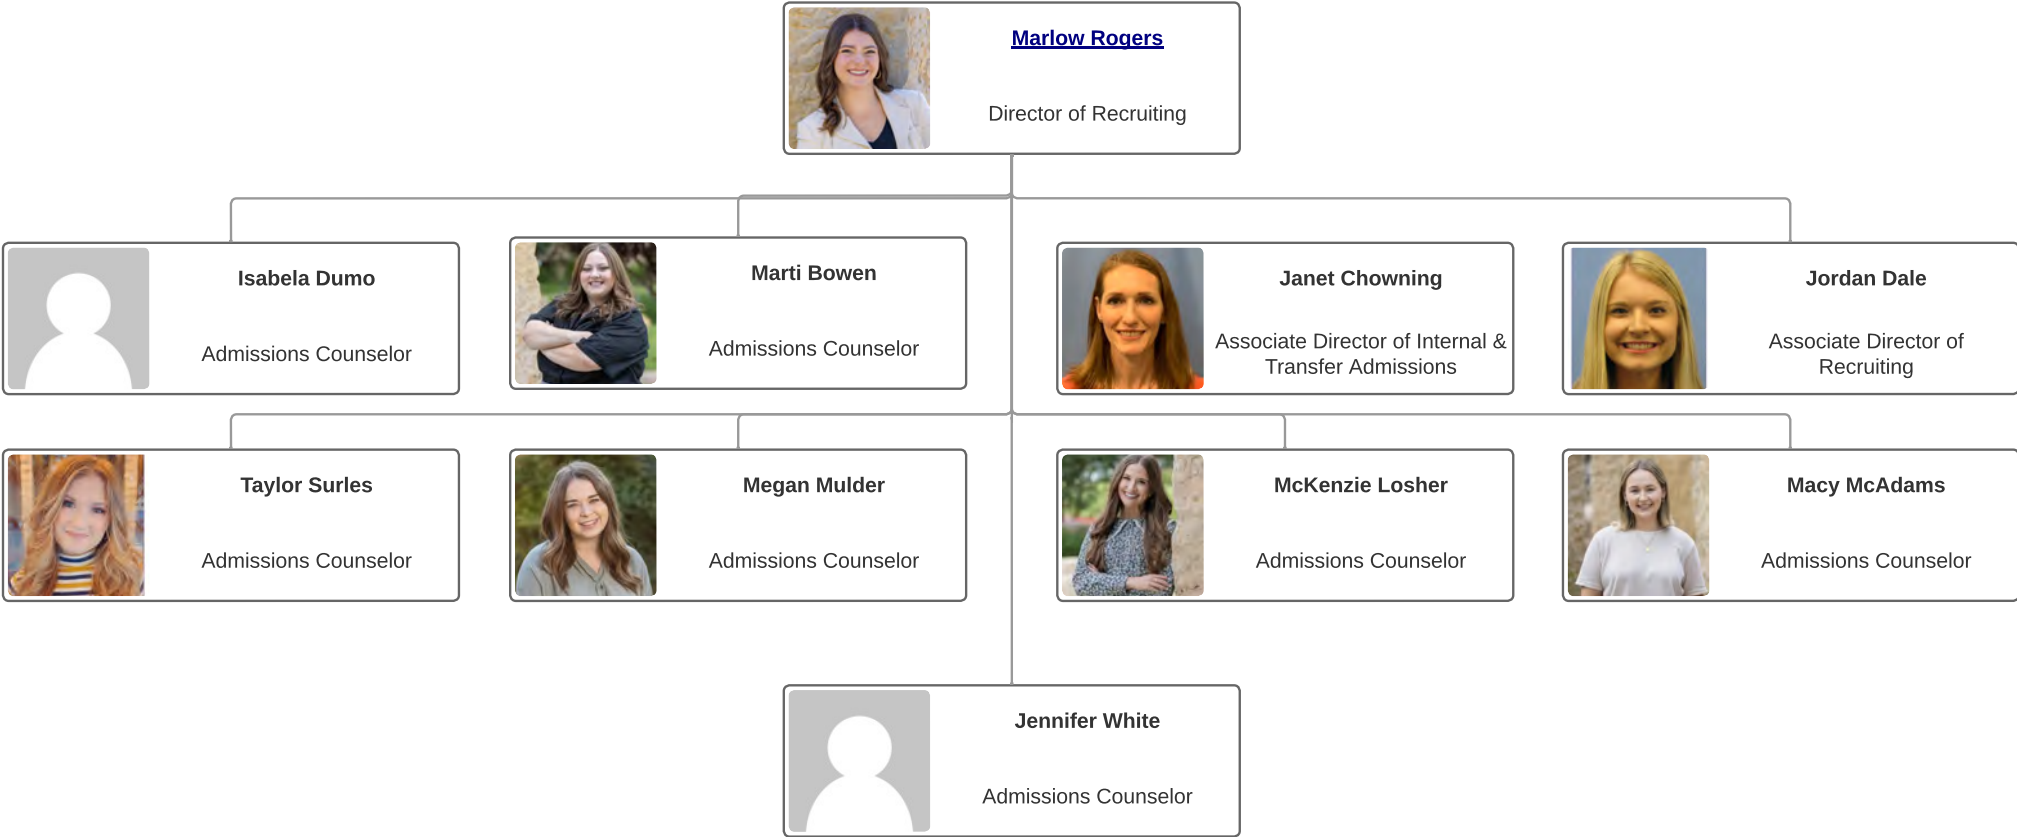 Marlow Rogers
Director of Recruiting
Isabela Dumo
Admissions Counselor
Marti Bowen
Admissions Counselor
Janet Chowning
Associate Director of Internal &
Transfer Admissions
Jordan Dale
Associate Director of
Recruiting
Taylor Surles
Admissions Counselor
Megan Mulder
Admissions Counselor
McKenzie Losher
Admissions Counselor
Macy McAdams
Admissions Counselor
Jennifer White
Admissions Counselor